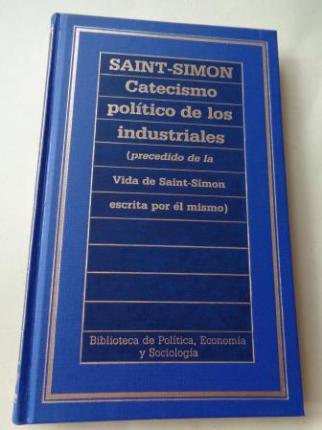 SAINT-SIMON
Catecismo
político de los
industriales
(precedido de la
Vida de Saint-Simon
escrita por él mismo)
Biblioteca de Política, Economía
y Sociología